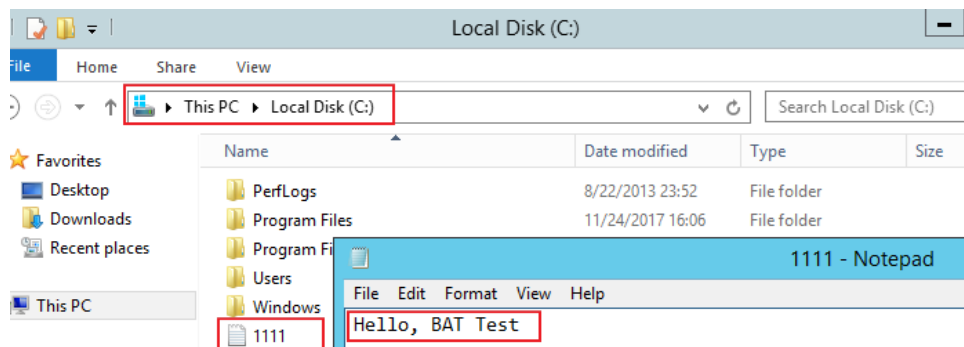 Local Disk (C:)
File Home Share View
This PC Local Disk (C:) Search Local Disk (C:)
Favorites
Desktop
Downloads
Recent places
This PC
Name Date modified Type Size
PerfLogs 8/22/2013 23:52 File folder
Program Files 11/24/2017 16:06 File folder
Program Fi
Users
Windows
1111
1111 - Notepad
File Edit Format View Help
Hello, BAT Test